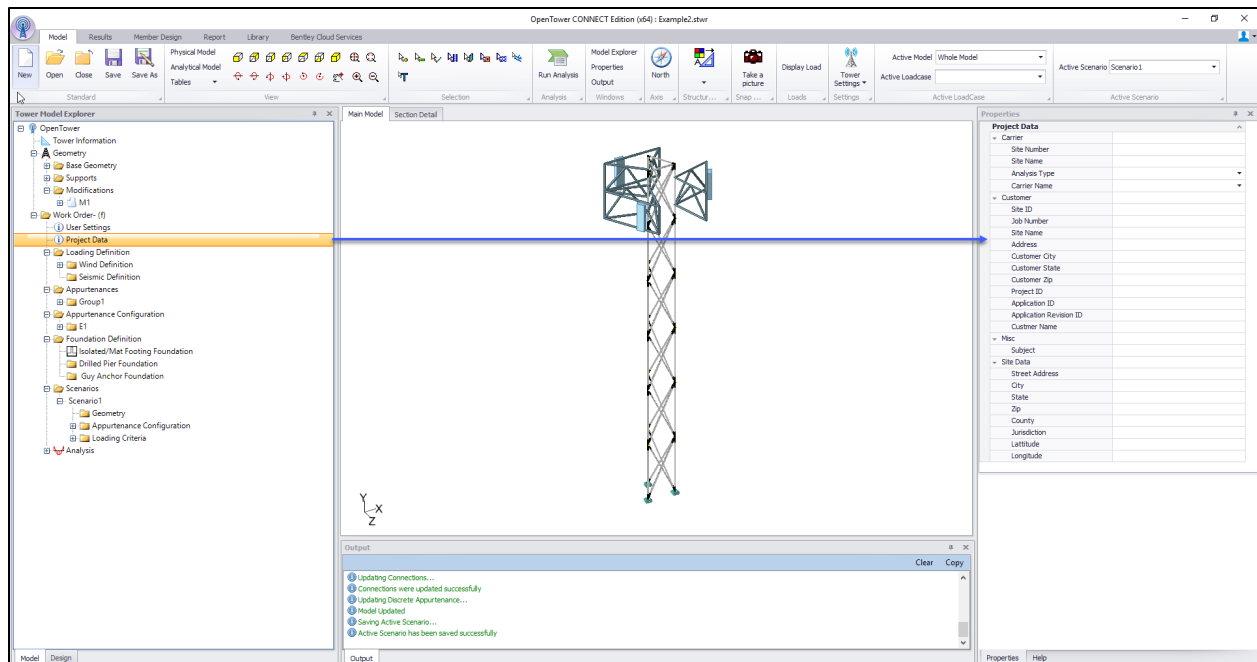 OpenTower CONNECT Edition (x64) : Example2.stwr
Model Results Member Design Report Library Bentley Cloud Services
New
Open
Close
Save
Save As
Standard
Physical Model
Analytical Model
Tables
View
Selection
Run Analysis
Analysis
Model Explorer
Properties
Output
Windows
North
Axis
Structur...
Take a
picture
Snap ...
Display Load
Loads
Tower
Settings
Settings
Active Model Whole Model
Active Loadcase
Active LoadCase
Active Scenario Scenario1
Active Scenario
Tower Model Explorer
OpenTower
Tower Information
Geometry
Base Geometry
Supports
Modifications
M1
Work Order- (f)
User Settings
Project Data
Loading Definition
Wind Definition
Seismic Definition
Appurtenances
Group1
Appurtenance Configuration
E1
Foundation Definition
Isolated/Mat Footing Foundation
Drilled Pier Foundation
Guy Anchor Foundation
Scenarios
Scenario1
Geometry
Appurtenance Configuration
Loading Criteria
Analysis
Model Design
Main Model Section Detail
Y
X
Z
Output
Clear Copy
Updating Connections...
Connections were updated successfully
Updating Discrete Appurtenance...
Model Updated
Saving Active Scenario...
Active Scenario has been saved successfully
Output
Properties
Project Data
Carrier
Site Number
Site Name
Analysis Type
Carrier Name
Customer
Site ID
Job Number
Site Name
Address
Customer City
Customer State
Customer Zip
Project ID
Application ID
Application Revision ID
Custmer Name
Misc
Subject
Site Data
Street Address
City
State
Zip
County
Jurisdiction
Lattitude
Longitude
Properties Help